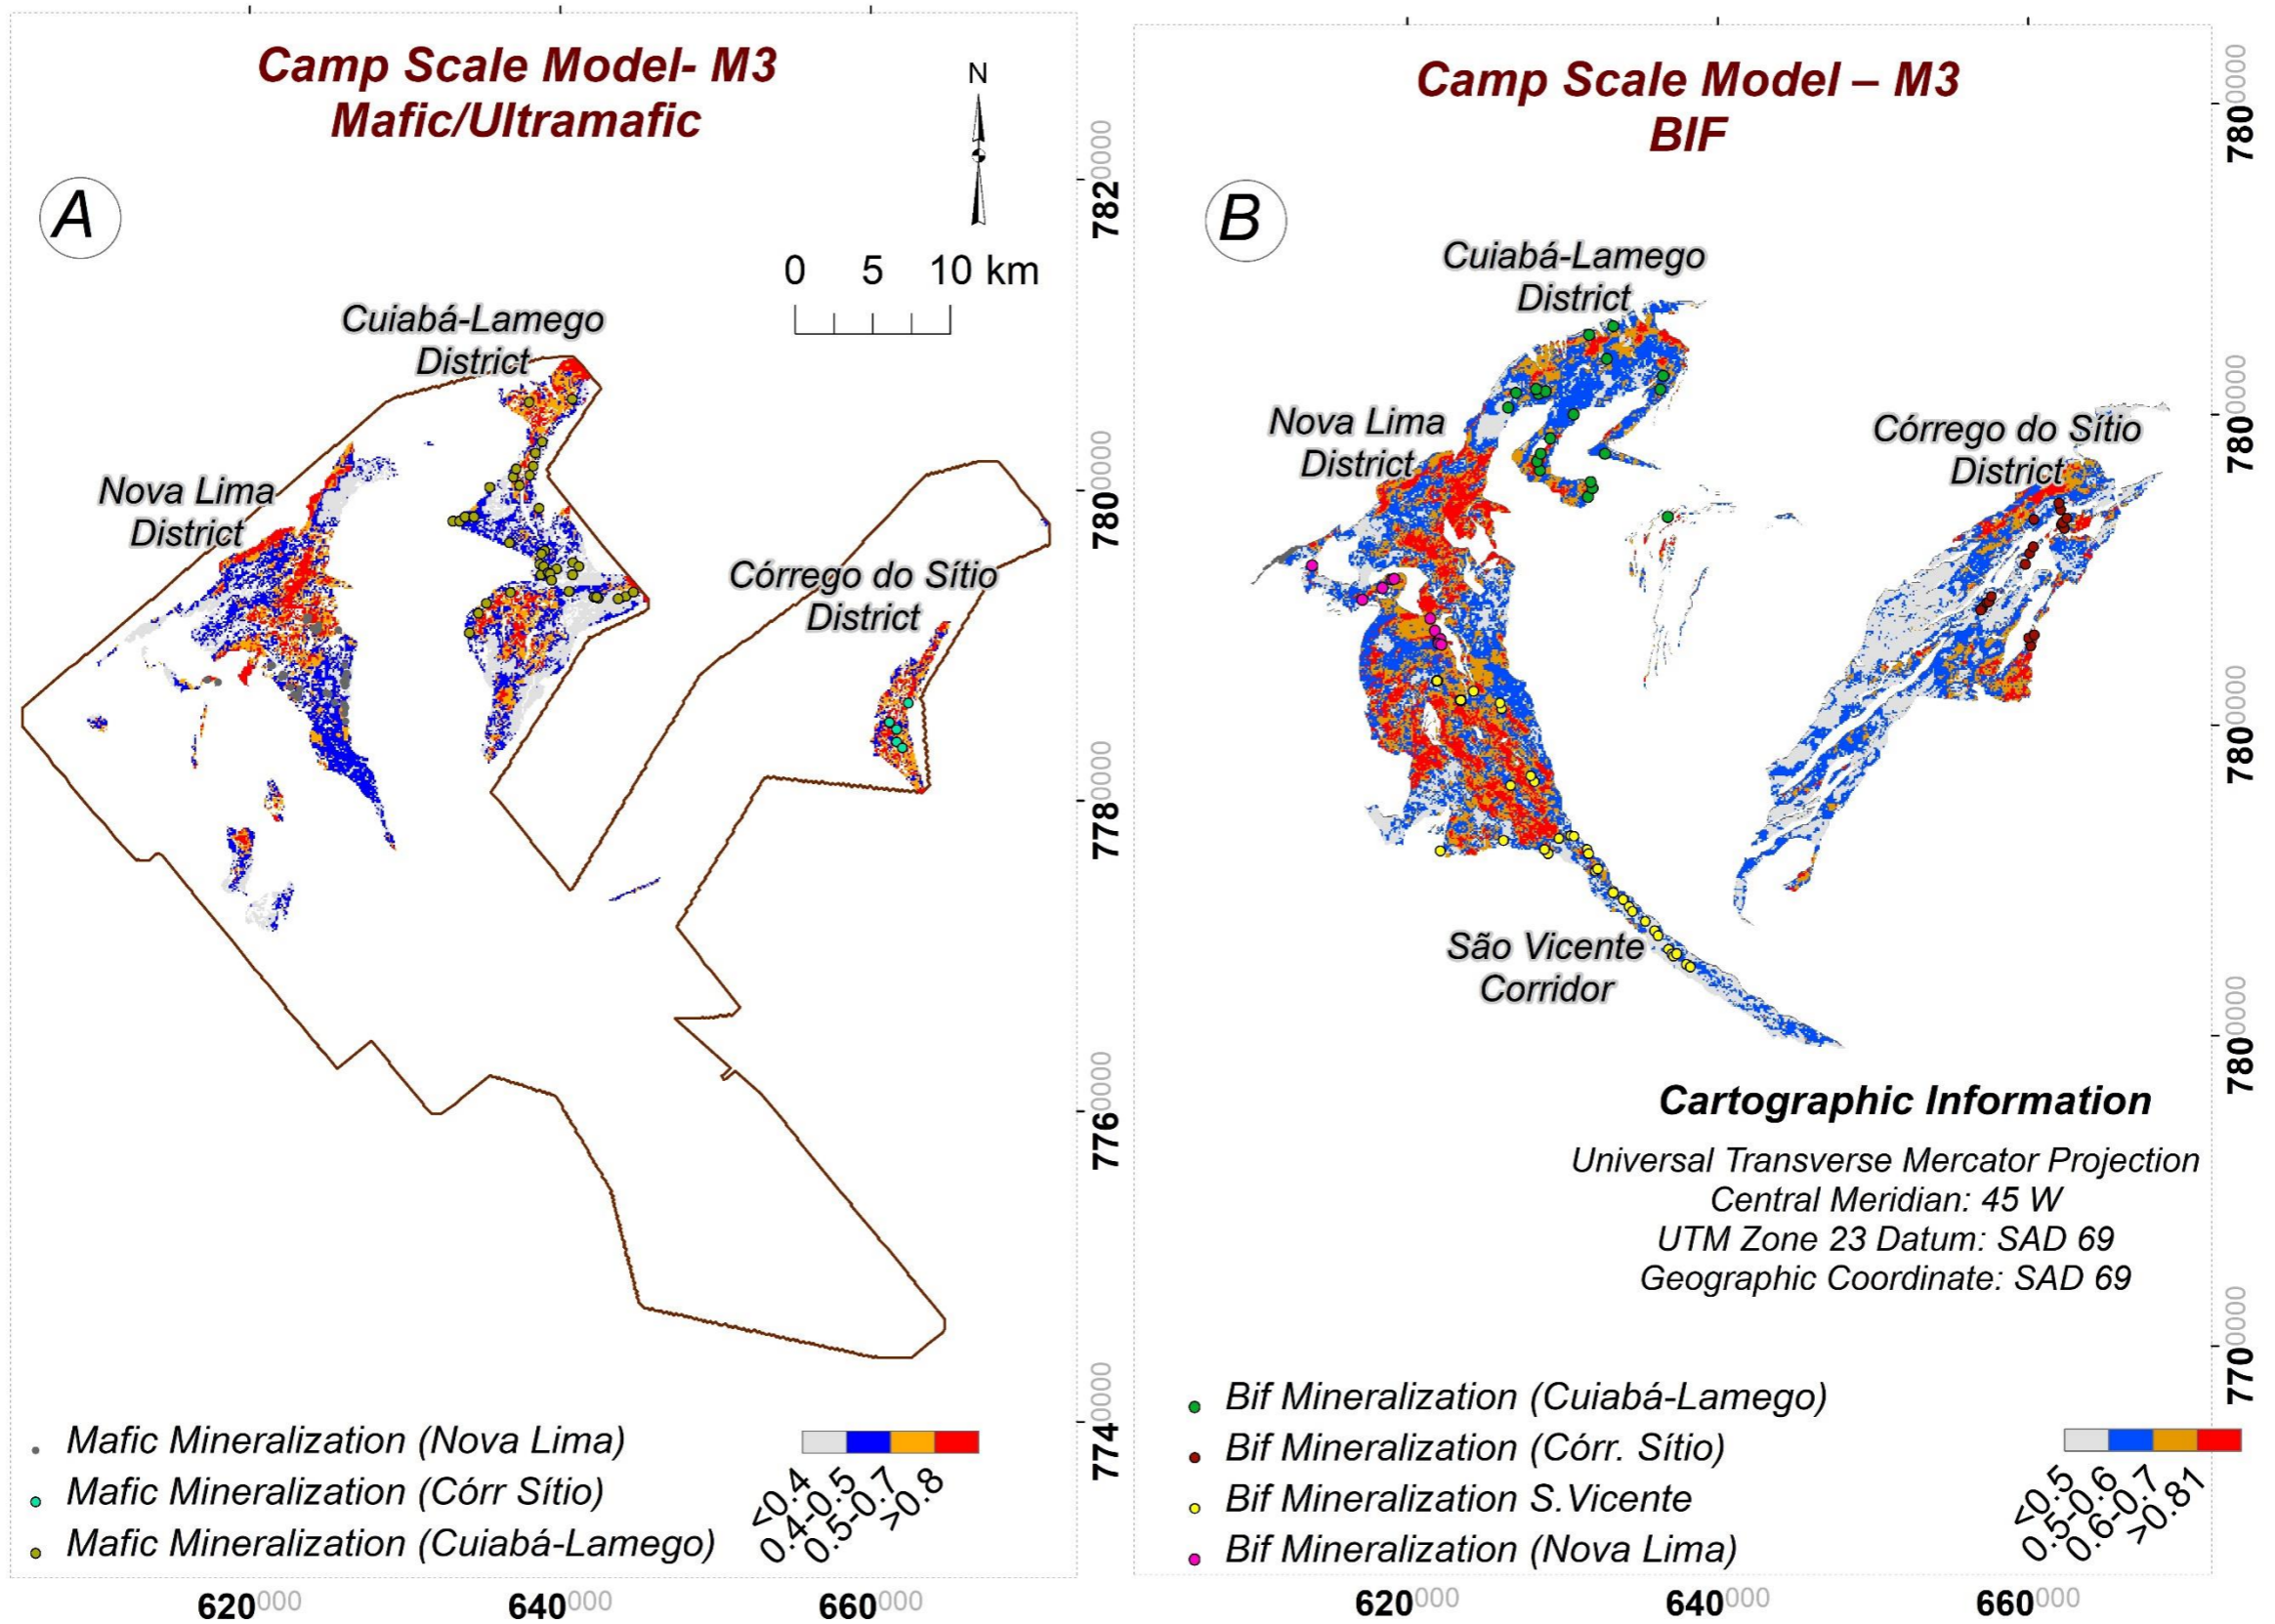 Camp Scale Model- M3
Mafic/Ultramafic
A
N
0 5 10 km
Cuiabá-Lamego
District
Nova Lima
District
Córrego do Sítio
District
7820000
7800000
7780000
7760000
7740000
Mafic Mineralization (Nova Lima)
Mafic Mineralization (Córr Sítio)
Mafic Mineralization (Cuiabá-Lamego)
<0.4
0.4-0.5
0.5-0.7
>0.8
620000 640000 660000
Camp Scale Model – M3
BIF
B
Cuiabá-Lamego
District
Nova Lima
District
Córrego do Sítio
District
São Vicente
Corridor
7800000
7800000
7800000
7800000
7700000
Cartographic Information
Universal Transverse Mercator Projection
Central Meridian: 45 W
UTM Zone 23 Datum: SAD 69
Geographic Coordinate: SAD 69
Bif Mineralization (Cuiabá-Lamego)
Bif Mineralization (Córr. Sítio)
Bif Mineralization S.Vicente
Bif Mineralization (Nova Lima)
<0.5
0.5-0.6
0.6-0.7
>0.81
620000 640000 660000